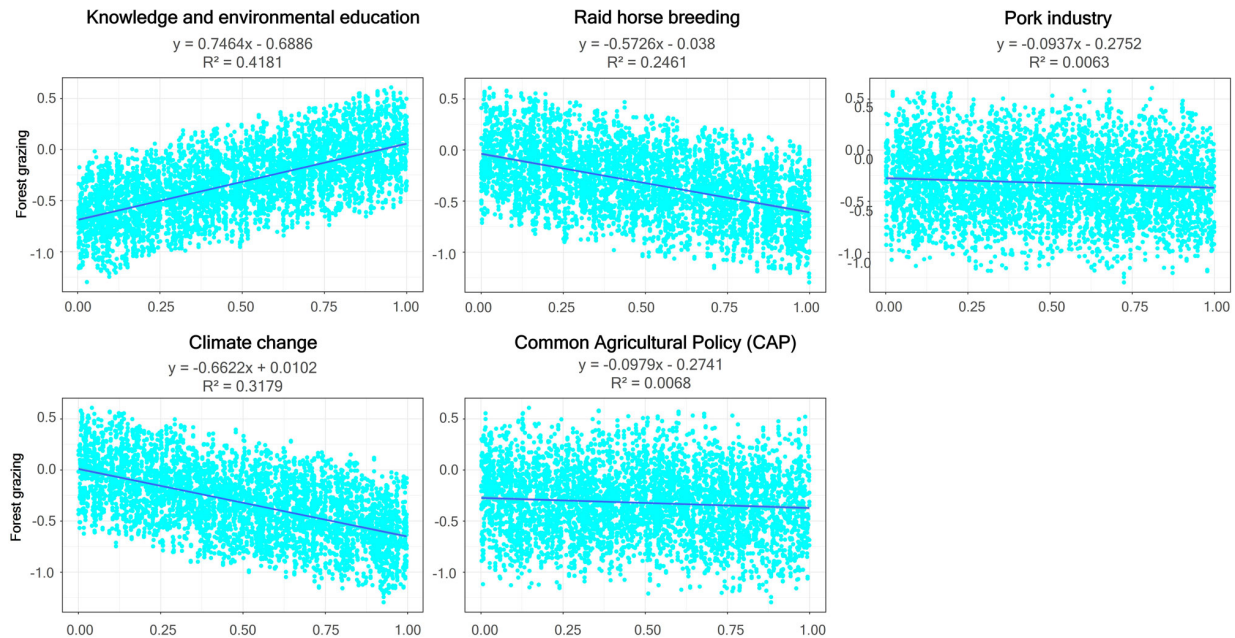 Knowledge and environmental education
y = 0.7464x - 0.6886
R² = 0.4181
Forest grazing
0.5
0.0
-0.5
-1.0
0.00 0.25 0.50 0.75 1.00
Raid horse breeding
y = -0.5726x - 0.038
R² = 0.2461
0.5
0.0
-0.5
-1.0
0.00 0.25 0.50 0.75 1.00
Pork industry
y = -0.0937x - 0.2752
R² = 0.0063
0.5
0.5
0.0
0.0
-0.5
-0.5
-1.0
-1.0
0.00 0.25 0.50 0.75 1.00
Climate change
y = -0.6622x + 0.0102
R² = 0.3179
Forest grazing
0.5
0.0
-0.5
-1.0
0.00 0.25 0.50 0.75 1.00
Common Agricultural Policy (CAP)
y = -0.0979x - 0.2741
R² = 0.0068
0.5
0.0
-0.5
-1.0
0.00 0.25 0.50 0.75 1.00